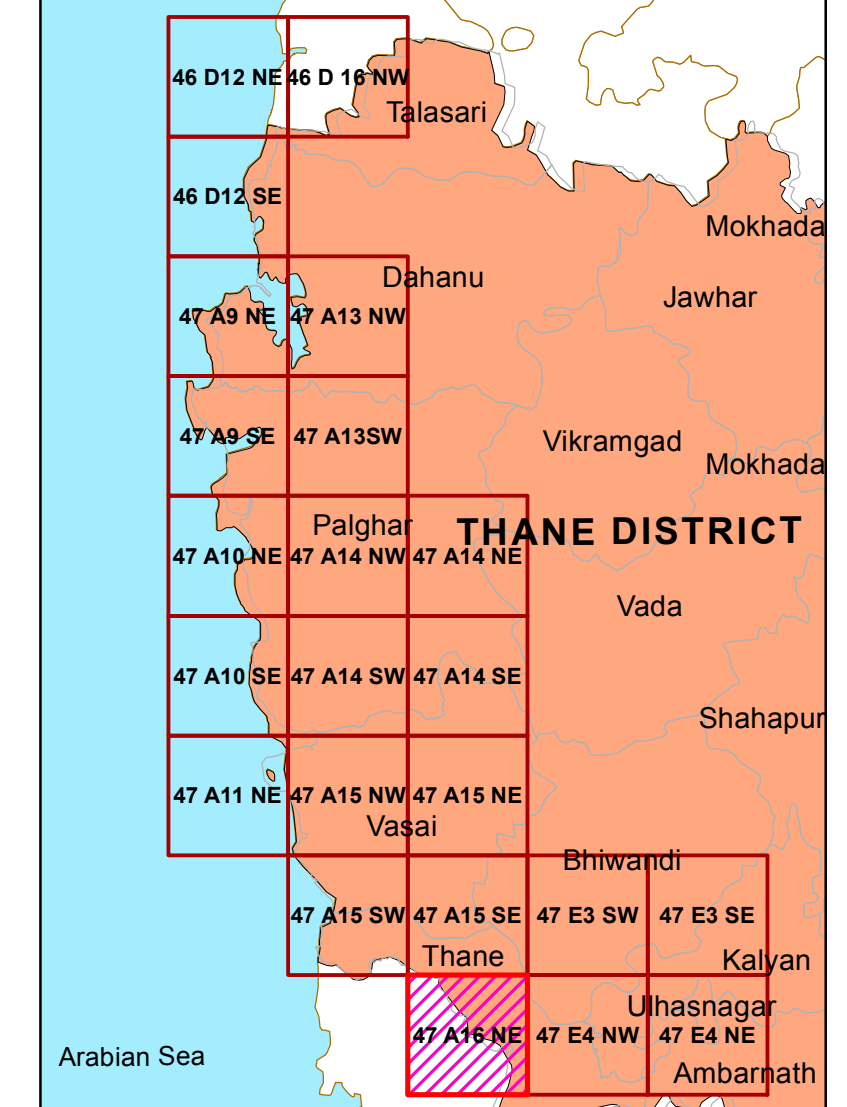 46 D12 NE 46 D 16 NW
Talasari
46 D12 SE
Mokhada
Dahanu
Jawhar
47 A9 NE 47 A13 NW
47 A9 SE 47 A13SW
Vikramgad
Mokhada
Palghar
THANE DISTRICT
47 A10 NE 47 A14 NW 47 A14 NE
Vada
47 A10 SE 47 A14 SW 47 A14 SE
Shahapur
47 A11 NE 47 A15 NW 47 A15 NE
Vasai
Bhiwandi
47 A15 SW 47 A15 SE 47 E3 SW 47 E3 SE
Thane
Kalyan
Ulhasnagar
47 A16 NE 47 E4 NW 47 E4 NE
Arabian Sea
Ambarnath